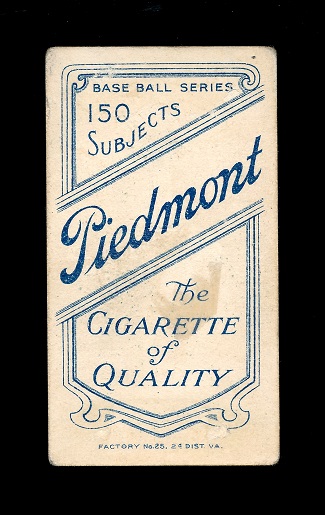 BASE BALL SERIES
150
SUBJECTS
Piedmont
The
CIGARETTE
of
QUALITY
FACTORY No. 25, 2d DIST. VA.